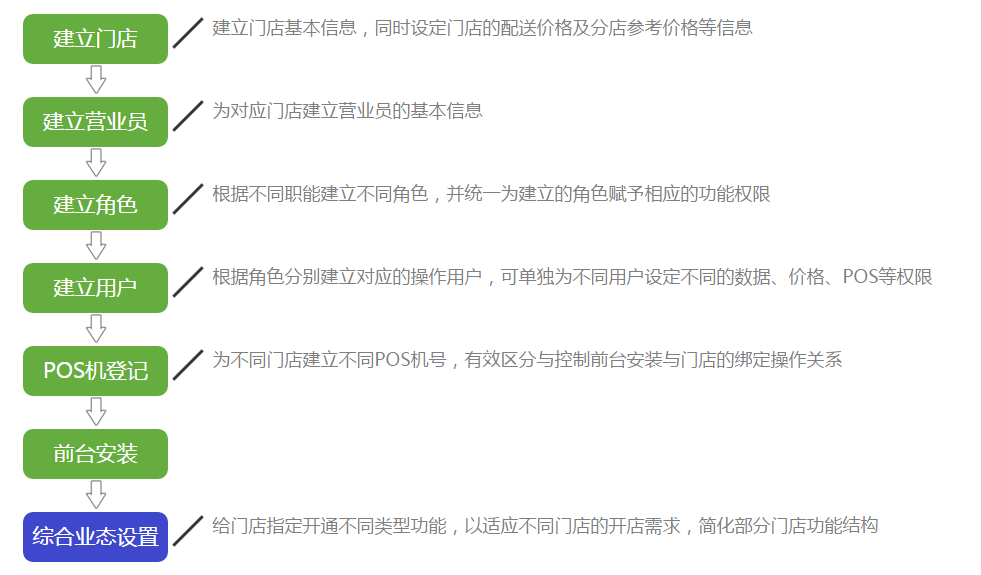 建立门店
建立门店基本信息，同时设定门店的配送价格及分店参考价格等信息
建立营业员
为对应门店建立营业员的基本信息
建立角色
根据不同职能建立不同角色，并统一为建立的角色赋予相应的功能权限
建立用户
根据角色分别建立对应的操作用户，可单独为不同用户设定不同的数据、价格、POS等权限
POS机登记
为不同门店建立不同POS机号，有效区分与控制前台安装与门店的绑定操作关系
前台安装
综合业态设置
给门店指定开通不同类型功能，以适应不同门店的开店需求，简化部分门店功能结构